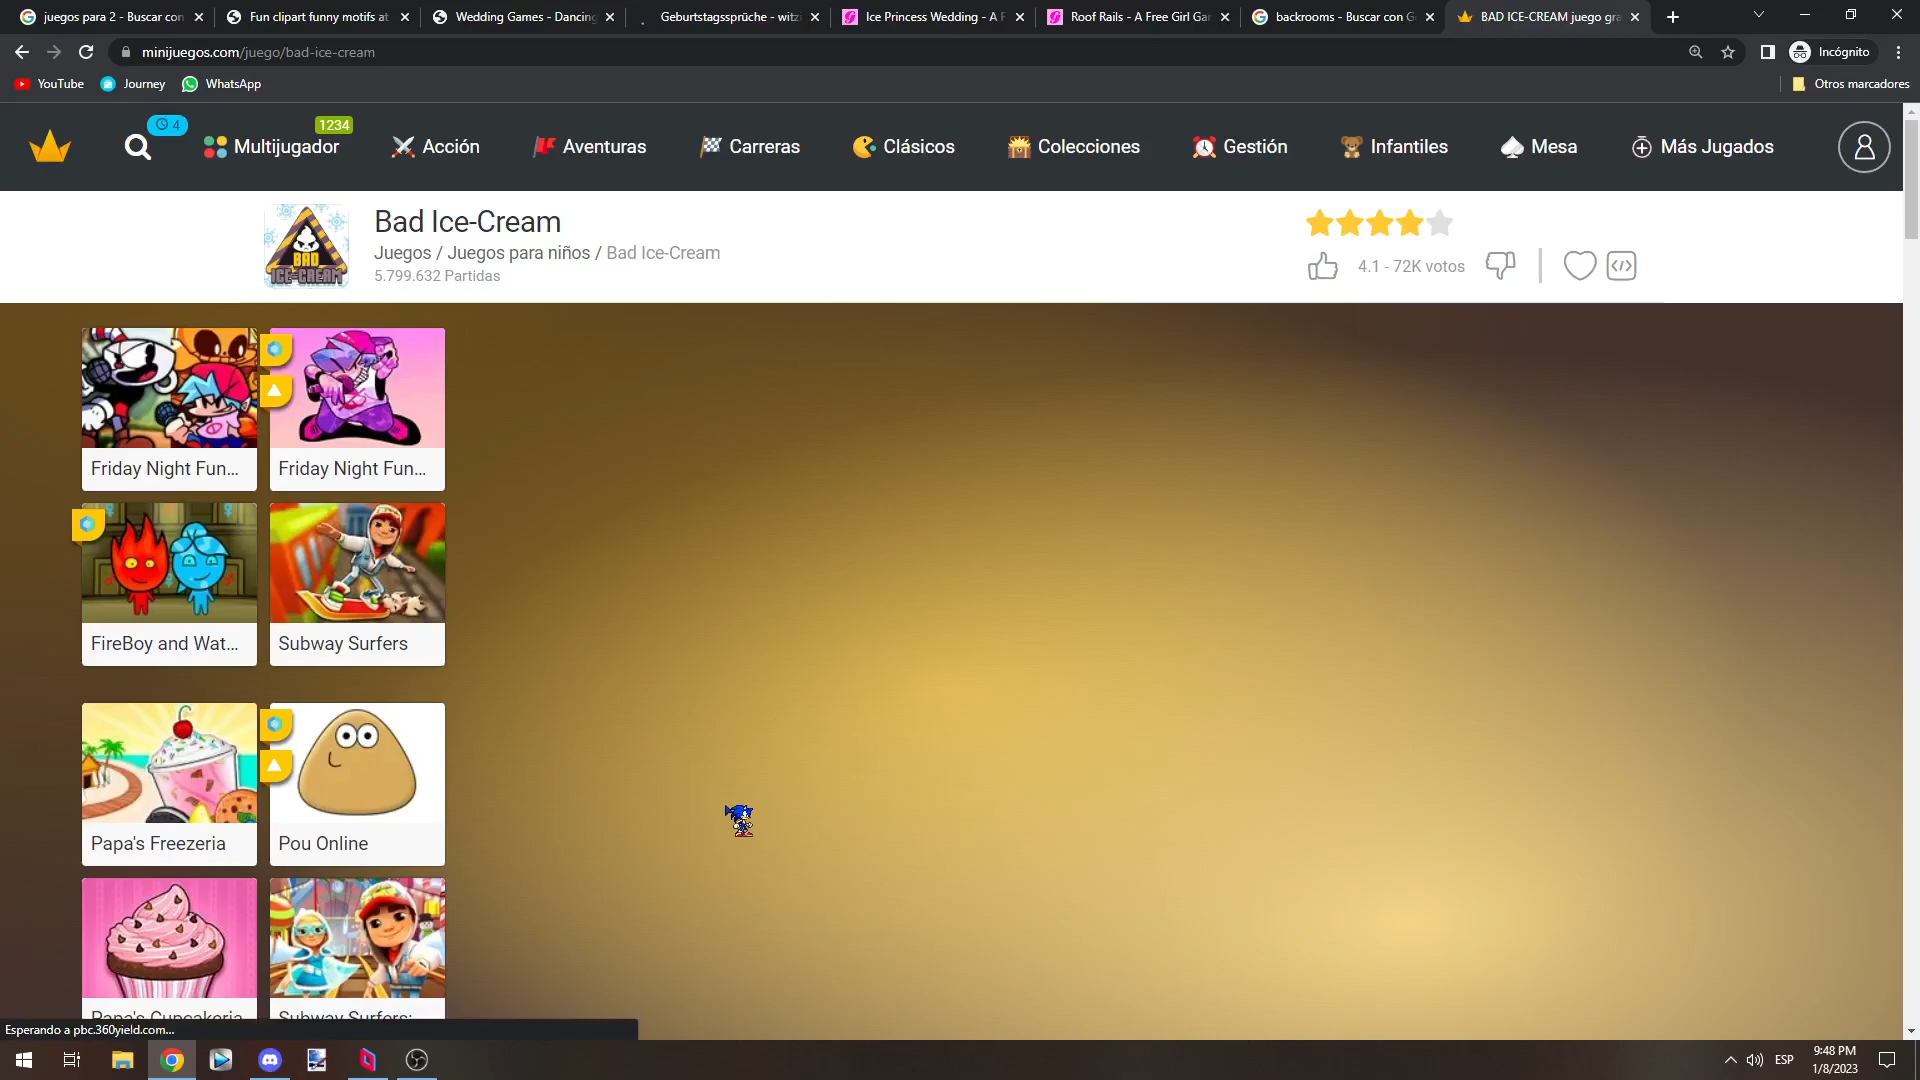 juegos para 2 - Buscar con
Fun clipart funny motifs at
Wedding Games - Dancing
Geburtstagssprüche - witzi
Ice Princess Wedding - A F
Roof Rails - A Free Girl Gar
backrooms - Buscar con G
BAD ICE-CREAM juego gra
minijuegos.com/juego/bad-ice-cream
Incógnito
YouTube
Journey
WhatsApp
Otros marcadores
4
1234
Multijugador
Acción
Aventuras
Carreras
Clásicos
Colecciones
Gestión
Infantiles
Mesa
Más Jugados
BAD
ICE-CREAM
Bad Ice-Cream
Juegos / Juegos para niños / Bad Ice-Cream
5.799.632 Partidas
4.1 - 72K votos
Friday Night Fun...
Friday Night Fun...
FireBoy and Wat...
Subway Surfers
Papa's Freezeria
Pou Online
Papa's Cupcakeria
Subway Surfers:
Esperando a pbc.360yield.com...
ESP
9:48 PM
1/8/2023